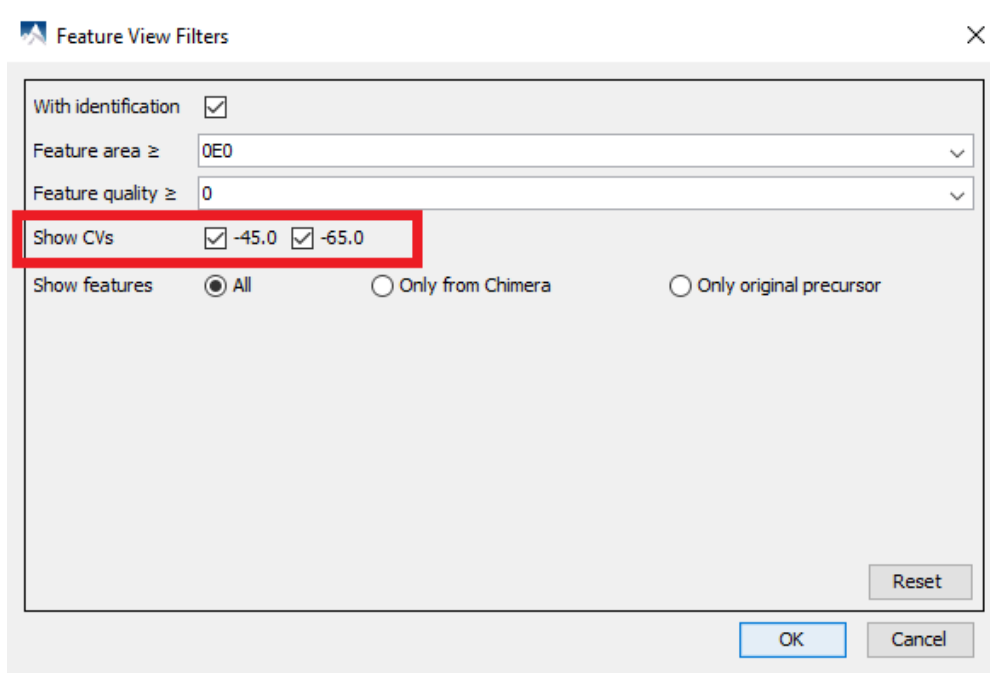 Feature View Filters
With identification
Feature area ≥ 0E0
Feature quality ≥ 0
Show CVs -45.0 -65.0
Show features All Only from Chimera Only original precursor
Reset
OK Cancel